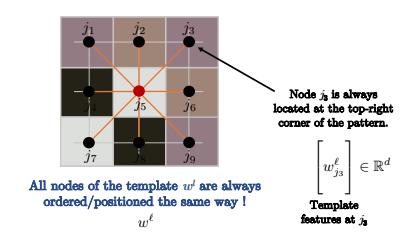 j₁ j₂ j₃
j₄ j₅ j₆
j₇ j₈ j₉
Node j₃ is always
located at the top-right
corner of the pattern.
[w^ℓ_{j₃}] ∈ ℝ^d
Template
features at j₃
All nodes of the template w^ℓ are always
ordered/positioned the same way !
w^ℓ